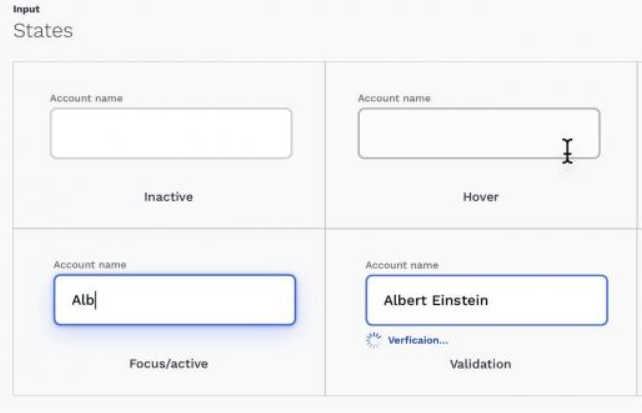 Input
States
Account name
Account name
Inactive
Hover
Account name
Account name
Alb
Albert Einstein
Verficaion...
Focus/active
Validation